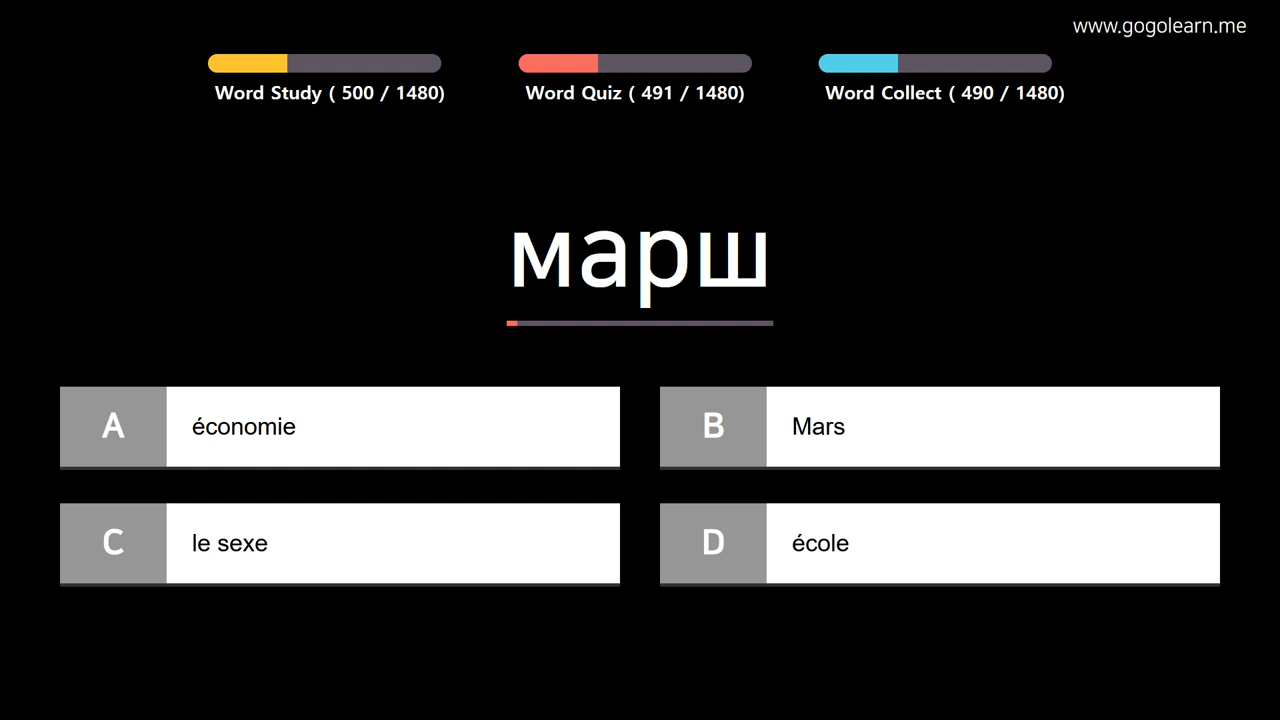 www.gogolearn.me
Word Study ( 500 / 1480)
Word Quiz ( 491 / 1480)
Word Collect ( 490 / 1480)
марш
A économie
B Mars
C le sexe
D école